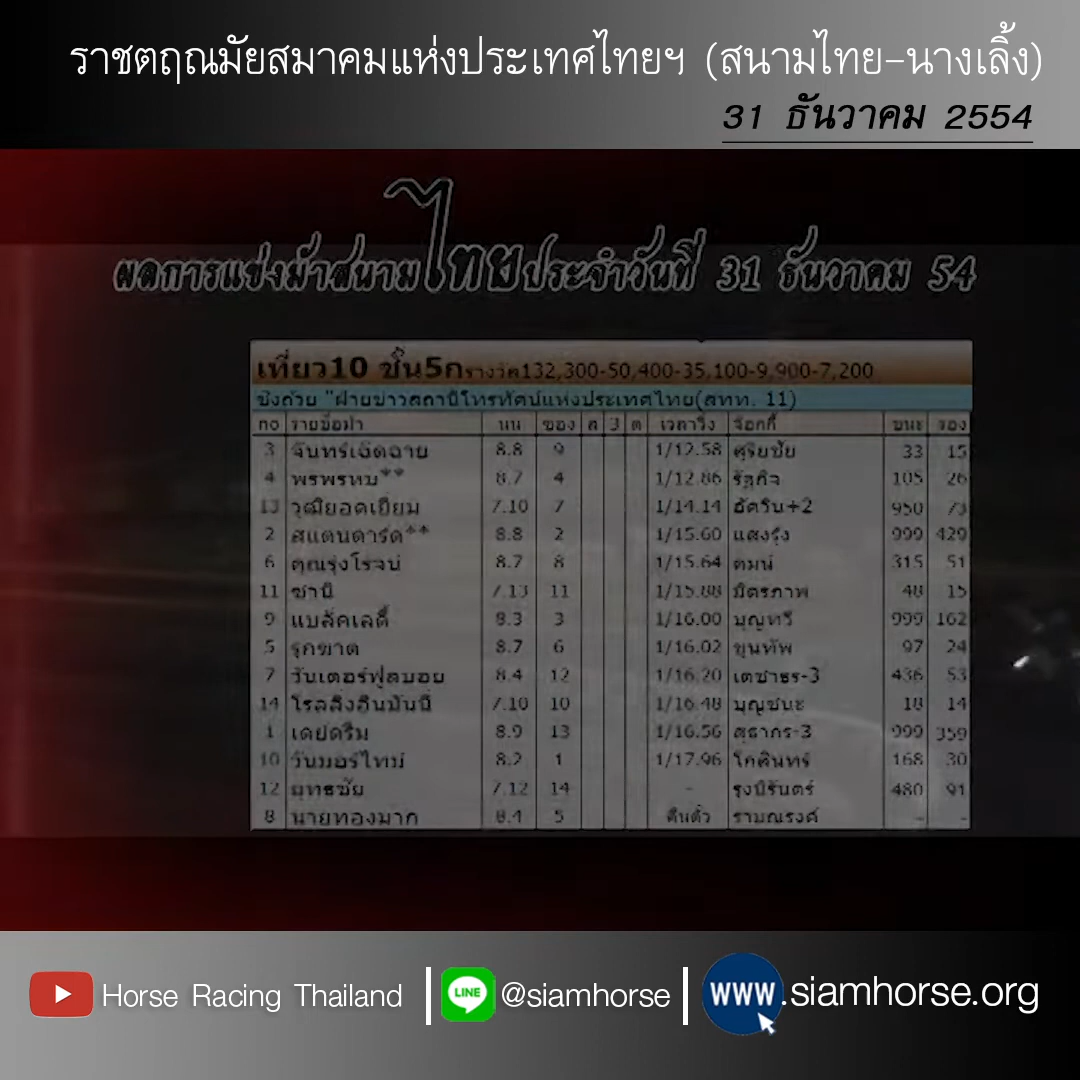 ราชตฤณมัยสมาคมแห่งประเทศไทยฯ (สนามไทย-นางเลิ้ง)
31 ธันวาคม 2554
ผลการแข่งม้าสนามไทยประจำวันที่ 31 ธันวาคม 54
เที่ยว10 ชั้น5ก รางวัล132,300-50,400-35,100-9,900-7,200
ชิงถ้วย "ฝ่ายข่าวสถานีโทรทัศน์แห่งประเทศไทย(สทท. 11)
no รายชื่อม้า นน ซอง ส 3 ต เวลาวิ่ง จ๊อกกี้ ชนะ รอง
3 จันทร์เฉิดฉาย 8.8 9 1/12.58 สุริยชัย 33 15
4 พรพรหม** 8.7 4 1/12.86 รัฐกิจ 105 26
13 วุฒิยอดเยี่ยม 7.10 7 1/14.14 อัศวิน+2 950 73
2 สแตนดาร์ด** 8.8 2 1/15.60 แสงรุ้ง 999 429
6 คุณรุ่งโรจน์ 8.7 8 1/15.64 คมน์ 315 51
11 ซานิ 7.13 11 1/15.88 มิตรภาพ 48 15
9 แบล็คเลดี้ 8.3 3 1/16.00 บุญทวี 999 162
5 รุกฆาต 8.7 6 1/16.02 ขุนทัพ 97 24
7 วันเดอร์ฟูลบอย 8.4 12 1/16.20 เตชาธร-3 436 53
14 โรลลิ่งอินมันนี่ 7.10 10 1/16.48 บุญชนะ 18 14
1 เดย์ดรีม 8.9 13 1/16.56 สุธากร-3 999 359
10 วันมอร์ไทม์ 8.2 1 1/17.96 โกสินทร์ 168 30
12 ยุทธชัย 7.12 14 - รุ่งนิรันดร์ 480 91
8 นายทองมาก 8.4 5 คืนตั๋ว รามณรงค์ - -
Horse Racing Thailand | LINE @siamhorse | www.siamhorse.org